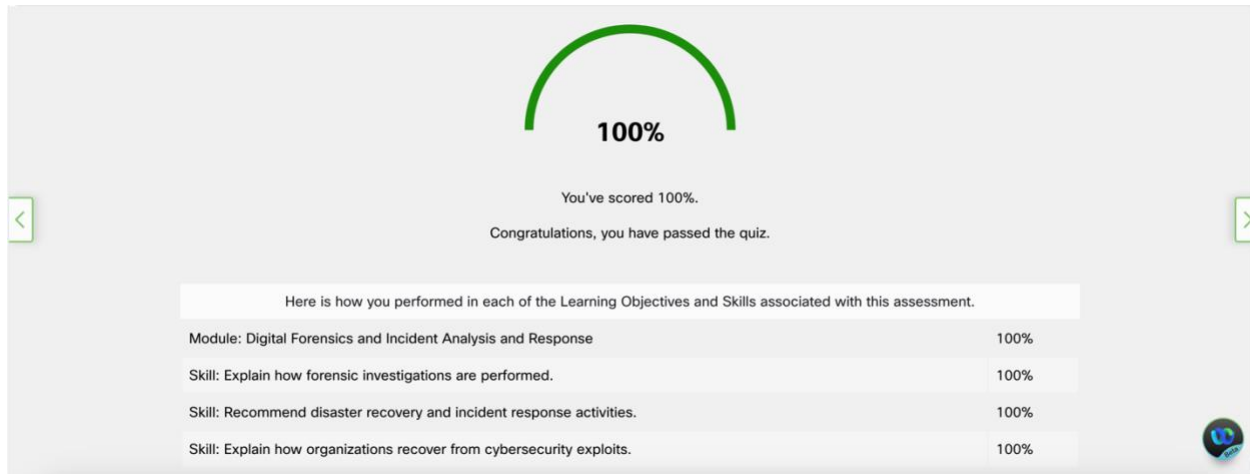 100%
You've scored 100%.
Congratulations, you have passed the quiz.
Here is how you performed in each of the Learning Objectives and Skills associated with this assessment.
Module: Digital Forensics and Incident Analysis and Response 100%
Skill: Explain how forensic investigations are performed. 100%
Skill: Recommend disaster recovery and incident response activities. 100%
Skill: Explain how organizations recover from cybersecurity exploits. 100%
Beta